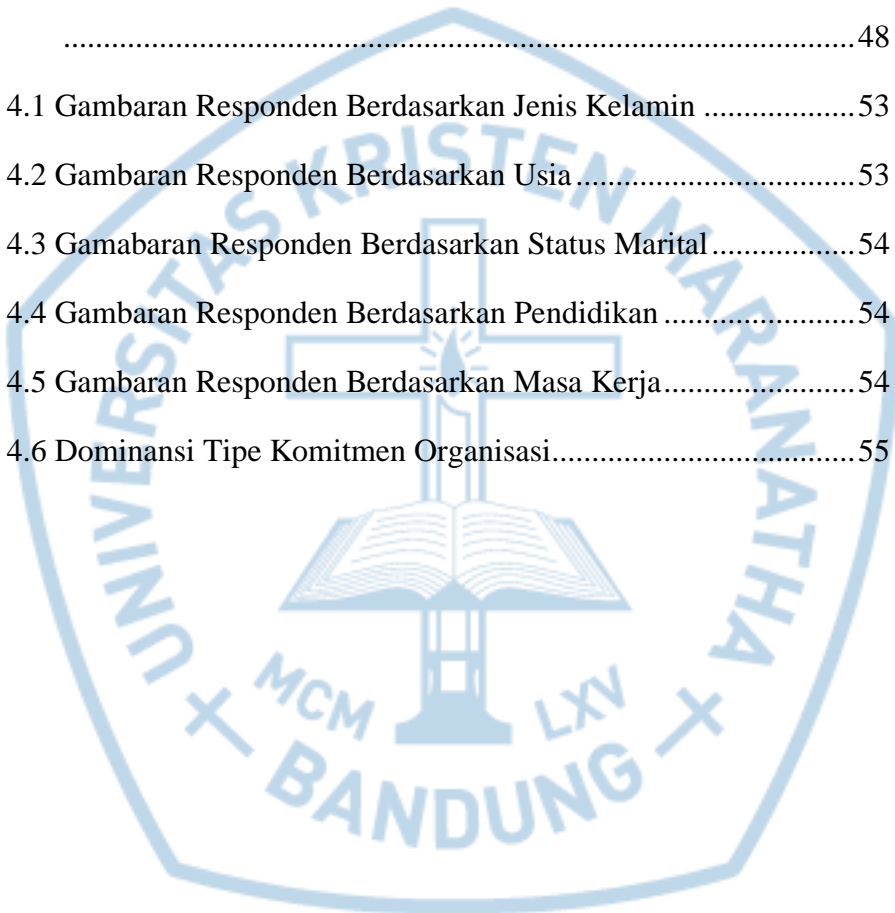 ................................................................................................... 48
4.1 Gambaran Responden Berdasarkan Jenis Kelamin ................... 53
4.2 Gambaran Responden Berdasarkan Usia ................................... 53
4.3 Gamabaran Responden Berdasarkan Status Marital .................. 54
4.4 Gambaran Responden Berdasarkan Pendidikan ........................ 54
4.5 Gambaran Responden Berdasarkan Masa Kerja ........................ 54
4.6 Dominansi Tipe Komitmen Organisasi ...................................... 55
UNIVERSITAS KRISTEN MARANATHA
MCM LXV
BANDUNG